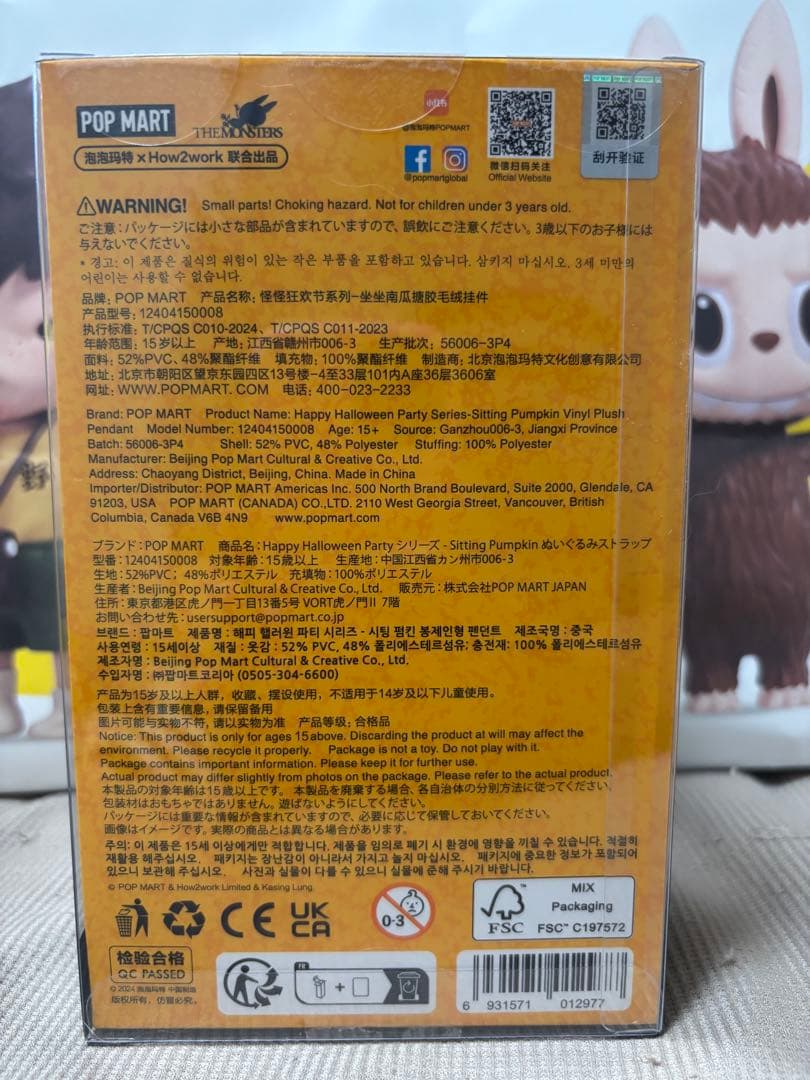 POP MART
THE MONSTERS
泡泡玛特×How2work 联合出品
小红书
@泡泡玛特POPMART
@popmartglobal
微信扫码关注
Official Website
刮开验证
⚠WARNING! Small parts! Choking hazard. Not for children under 3 years old.
ご注意：パッケージには小さな部品が含まれていますので、誤飲にご注意ください。3歳以下のお子様には
与えないでください。
* 경고: 이 제품은 질식의 위험이 있는 작은 부품을 포함하고 있습니다. 삼키지 마십시오. 3세 미만의
어린이는 사용할 수 없습니다.
品牌：POP MART 产品名称：怪怪狂欢节系列-坐坐南瓜搪胶毛绒挂件
产品型号：12404150008
执行标准：T/CPQS C010-2024、T/CPQS C011-2023
年龄范围：15岁以上 产地：江西省赣州市006-3 生产批次：56006-3P4
面料：52%PVC、48%聚酯纤维 填充物：100%聚酯纤维 制造商：北京泡泡玛特文化创意有限公司
地址：北京市朝阳区望京东园四区13号楼-4至33层101内A座36层3606室
网址：WWW.POPMART. COM 电话：400-023-2233
Brand: POP MART Product Name: Happy Halloween Party Series-Sitting Pumpkin Vinyl Plush
Pendant Model Number: 12404150008 Age: 15+ Source: Ganzhou006-3, Jiangxi Province
Batch: 56006-3P4 Shell: 52% PVC, 48% Polyester Stuffing: 100% Polyester
Manufacturer: Beijing Pop Mart Cultural & Creative Co., Ltd.
Address: Chaoyang District, Beijing, China. Made in China
Importer/Distributor: POP MART Americas Inc. 500 North Brand Boulevard, Suite 2000, Glendale, CA
91203, USA POP MART (CANADA) CO.,LTD. 2110 West Georgia Street, Vancouver, British
Columbia, Canada V6B 4N9 www.popmart.com
ブランド：POP MART 商品名：Happy Halloween Party シリーズ - Sitting Pumpkin ぬいぐるみストラップ
型番：12404150008 対象年齢：15歳以上 生産地：中国江西省カン州市006-3
生地：52%PVC； 48%ポリエステル 充填物：100%ポリエステル
生産者：Beijing Pop Mart Cultural & Creative Co., Ltd. 販売元：株式会社POP MART JAPAN
住所：東京都港区虎ノ門一丁目13番5号 VORT虎ノ門II 7階
お問い合わせ先：usersupport@popmart.co.jp
브랜드 : 팝마트 제품명 : 해피 핼러윈 파티 시리즈 - 시팅 펌킨 봉제인형 펜던트 제조국명 : 중국
사용연령 : 15세이상 재질 : 옷감 : 52% PVC, 48% 폴리에스테르섬유; 충전재: 100% 폴리에스테르섬유
제조자명 : Beijing Pop Mart Cultural & Creative Co., Ltd.
수입자명 : ㈜팝마트코리아 (0505-304-6600)
产品为15岁及以上人群，收藏、摆设使用，不适用于14岁及以下儿童使用。
包装上含有重要信息，请保留备用
图片可能与实物不符，请以实物为准 产品等级：合格品
Notice: This product is only for ages 15 above. Discarding the product at will may affect the
environment. Please recycle it properly. Package is not a toy. Do not play with it.
Package contains important information. Please keep it for further use.
Actual product may differ slightly from photos on the package. Please refer to the actual product.
本製品の対象年齢は15歳以上です。 本製品を廃棄する場合、各自治体の分別方法に従ってください。
包装材はおもちゃではありません。遊ばないようにしてください。
パッケージには重要な情報が含まれていますので、必要に応じて保管しておいてください。
画像はイメージです。実際の商品とは異なる場合があります。
주의: 이 제품은 15세 이상에게만 적합합니다. 제품을 임의로 폐기 시 환경에 영향을 끼칠 수 있습니다. 적절히
재활용 해주십시오. 패키지는 장난감이 아니라서 가지고 놀지 마십시오. 패키지에 중요한 정보가 포함되어
있으니 보관해 주십시오. 사진과 실물이 다를 수 있으니 실물에 준해 주시기 바랍니다.
© POP MART & How2work Limited & Kasing Lung.
CE
UK
CA
0-3
FSC
MIX
Packaging
FSC™ C197572
检验合格
QC PASSED
© 2024 泡泡玛特 中国制造
版权所有，仿冒必究。
FR
+
6 931571 012977